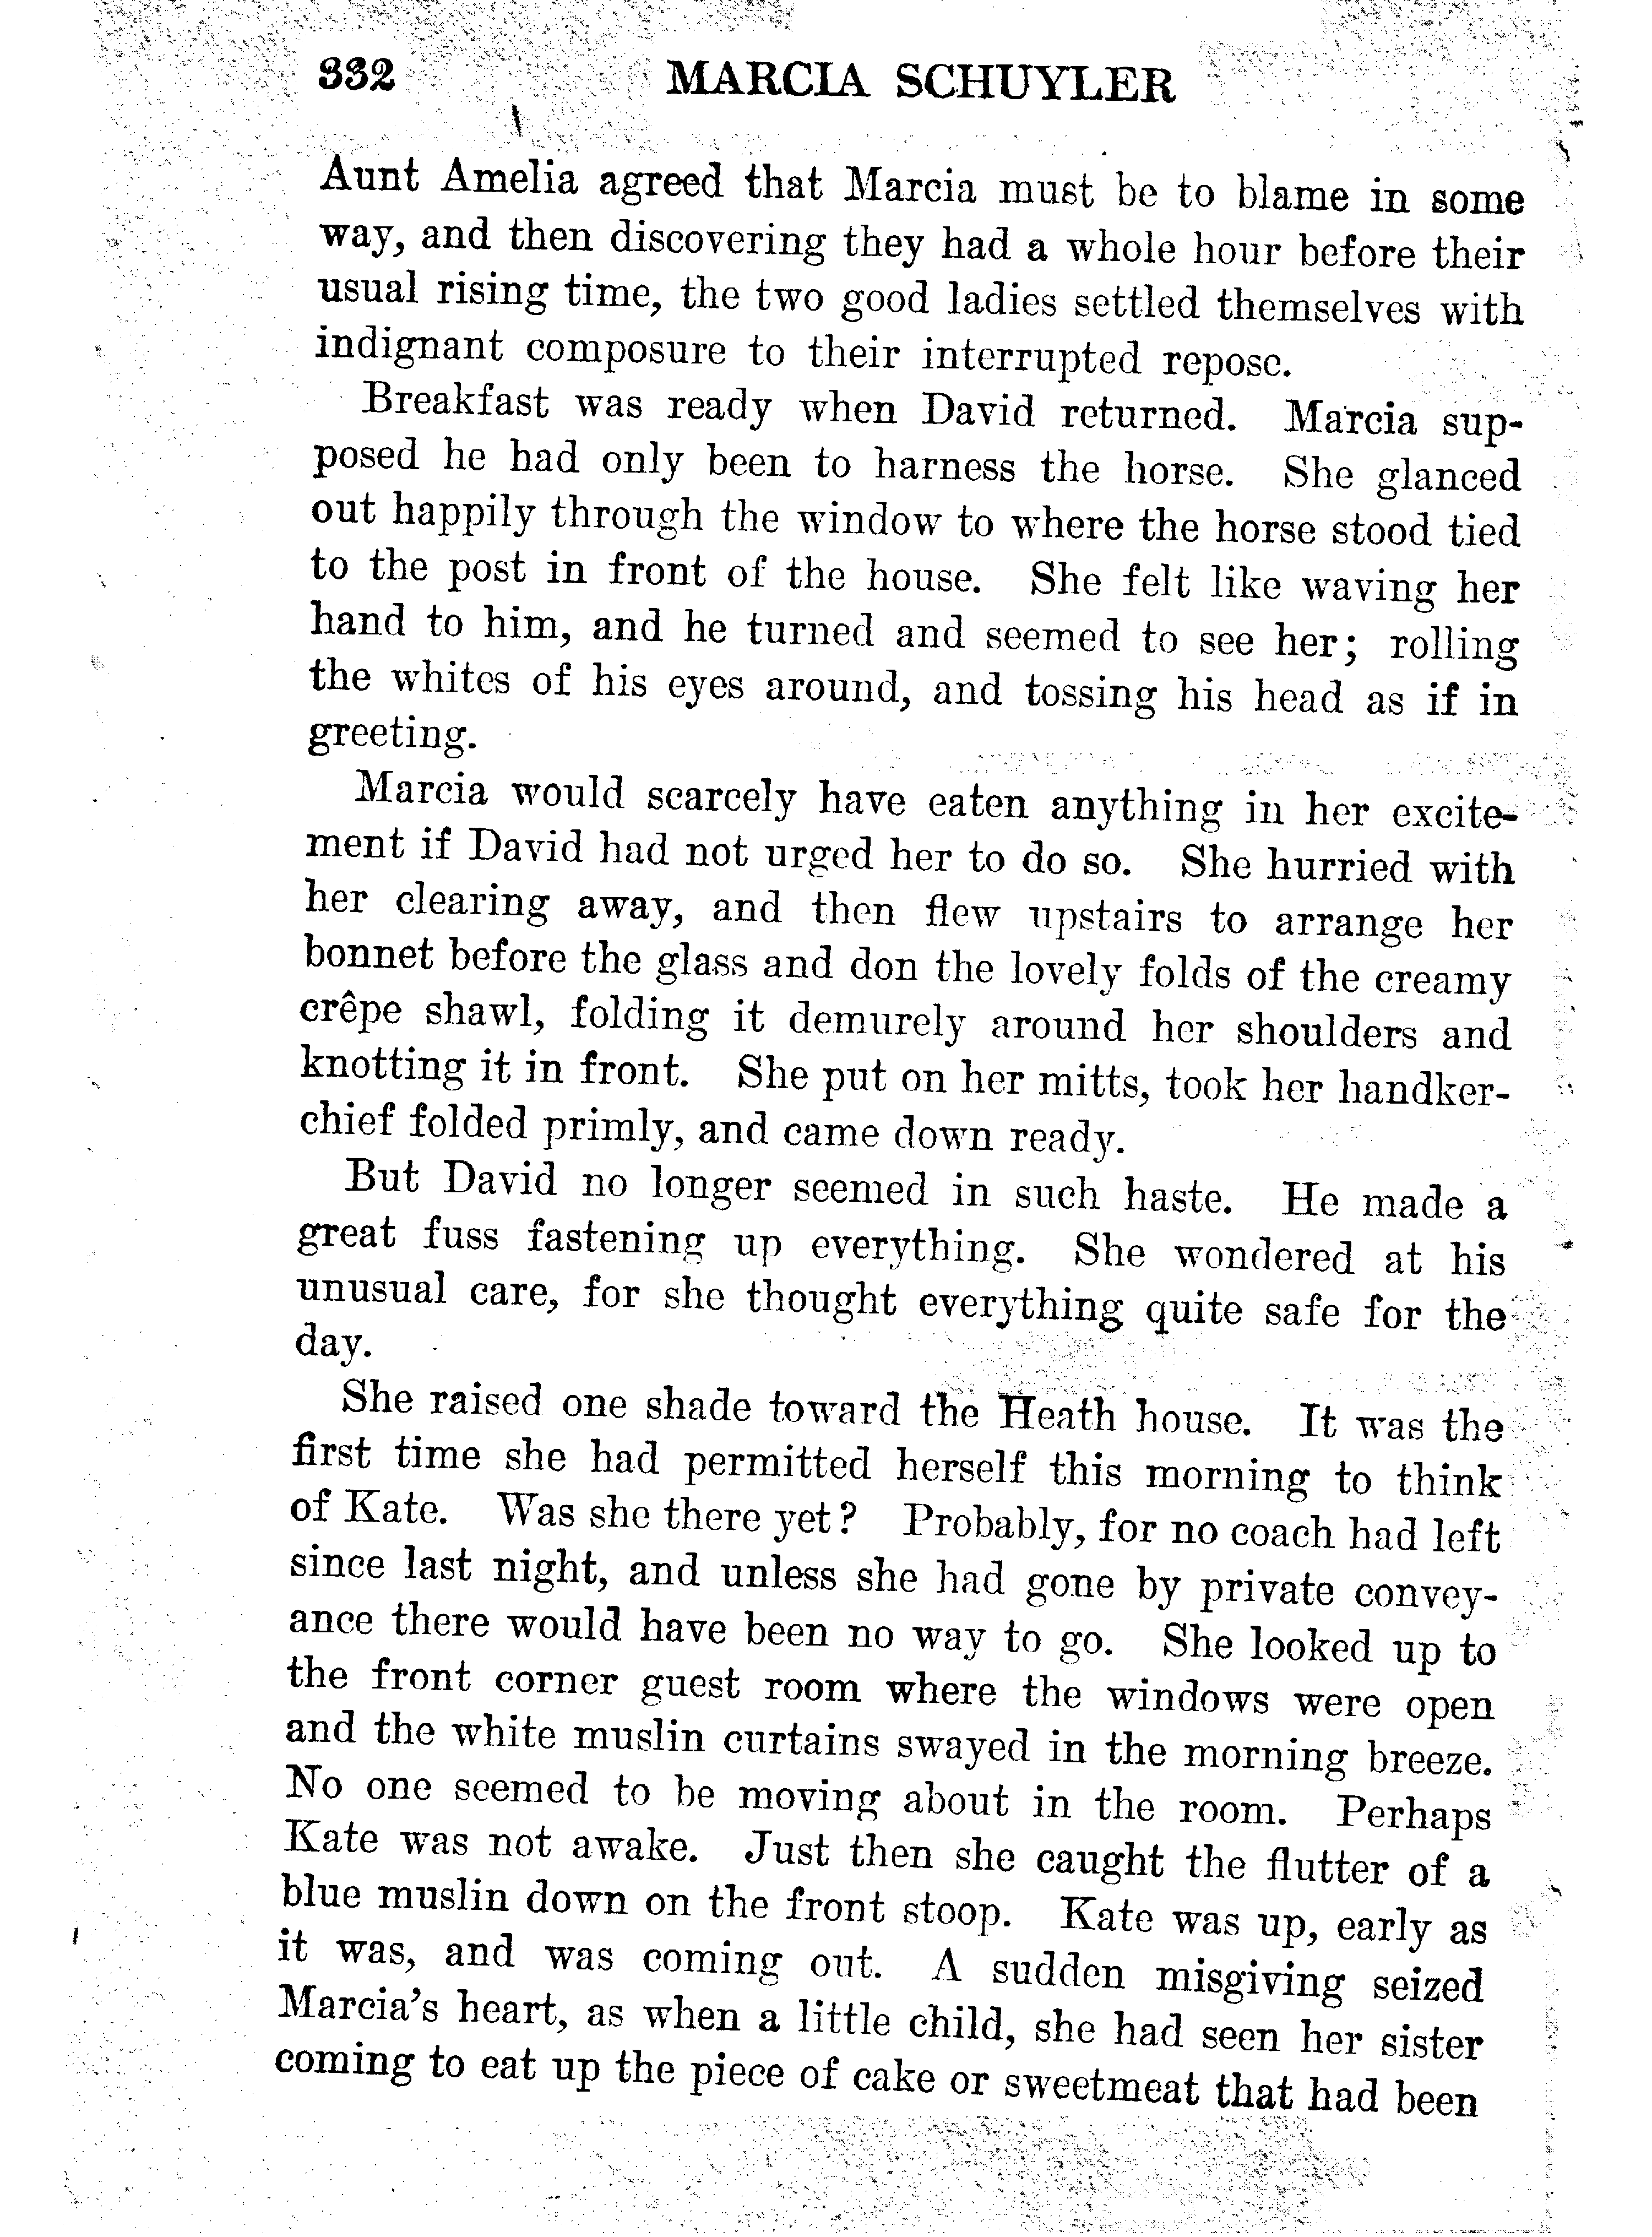 332 MARCIA SCHUYLER
Aunt Amelia agreed that Marcia must be to blame in some
way, and then discovering they had a whole hour before their
usual rising time, the two good ladies settled themselves with
indignant composure to their interrupted repose.
Breakfast was ready when David returned. Marcia sup-
posed he had only been to harness the horse. She glanced
out happily through the window to where the horse stood tied
to the post in front of the house. She felt like waving her
hand to him, and he turned and seemed to see her; rolling
the whites of his eyes around, and tossing his head as if in
greeting.
Marcia would scarcely have eaten anything in her excite-
ment if David had not urged her to do so. She hurried with
her clearing away, and then flew upstairs to arrange her
bonnet before the glass and don the lovely folds of the creamy
crêpe shawl, folding it demurely around her shoulders and
knotting it in front. She put on her mitts, took her handker-
chief folded primly, and came down ready.
But David no longer seemed in such haste. He made a
great fuss fastening up everything. She wondered at his
unusual care, for she thought everything quite safe for the
day.
She raised one shade toward the Heath house. It was the
first time she had permitted herself this morning to think
of Kate. Was she there yet? Probably, for no coach had left
since last night, and unless she had gone by private convey-
ance there would have been no way to go. She looked up to
the front corner guest room where the windows were open
and the white muslin curtains swayed in the morning breeze.
No one seemed to be moving about in the room. Perhaps
Kate was not awake. Just then she caught the flutter of a
blue muslin down on the front stoop. Kate was up, early as
it was, and was coming out. A sudden misgiving seized
Marcia's heart, as when a little child, she had seen her sister
coming to eat up the piece of cake or sweetmeat that had been